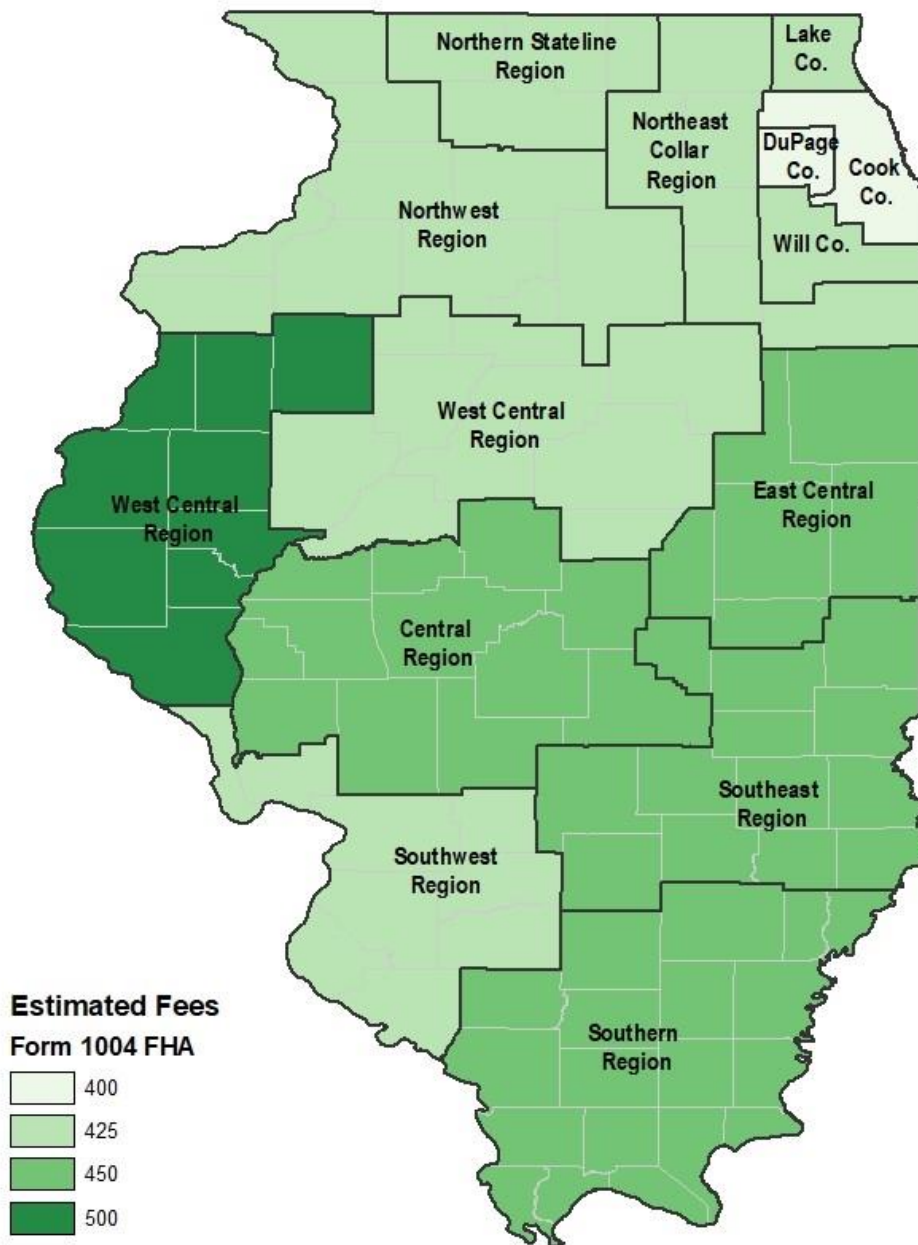 Northern Stateline
Region
Lake
Co.
Northeast
Collar
Region
DuPage
Co.
Cook
Co.
Northwest
Region
Will Co.
West Central
Region
West Central
Region
East Central
Region
Central
Region
Southeast
Region
Southwest
Region
Southern
Region
Estimated Fees
Form 1004 FHA
400
425
450
500